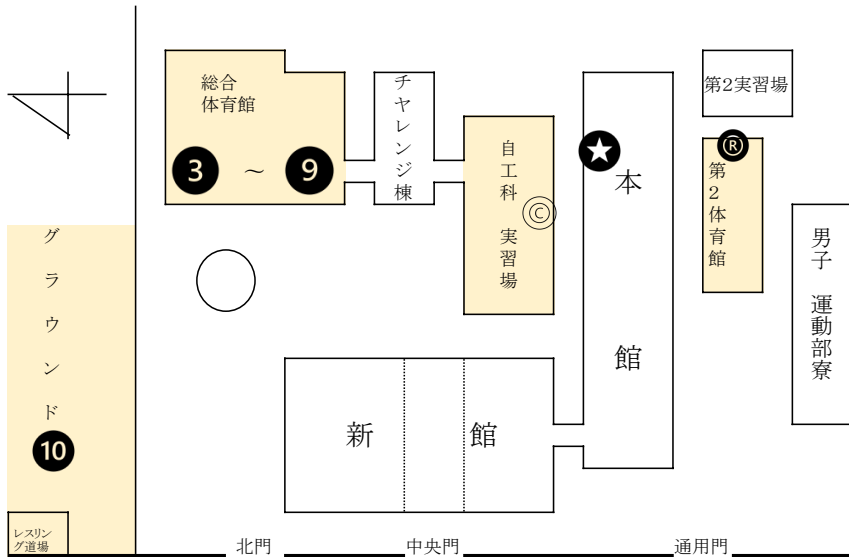 総合
体育館
3 ～ 9
チヤレンジ棟
自工科 実習場
©
★
本館
第2実習場
®
第2体育館
男子 運動部寮
グラウンド
10
新館
レスリン
グ道場
北門
中央門
通用門